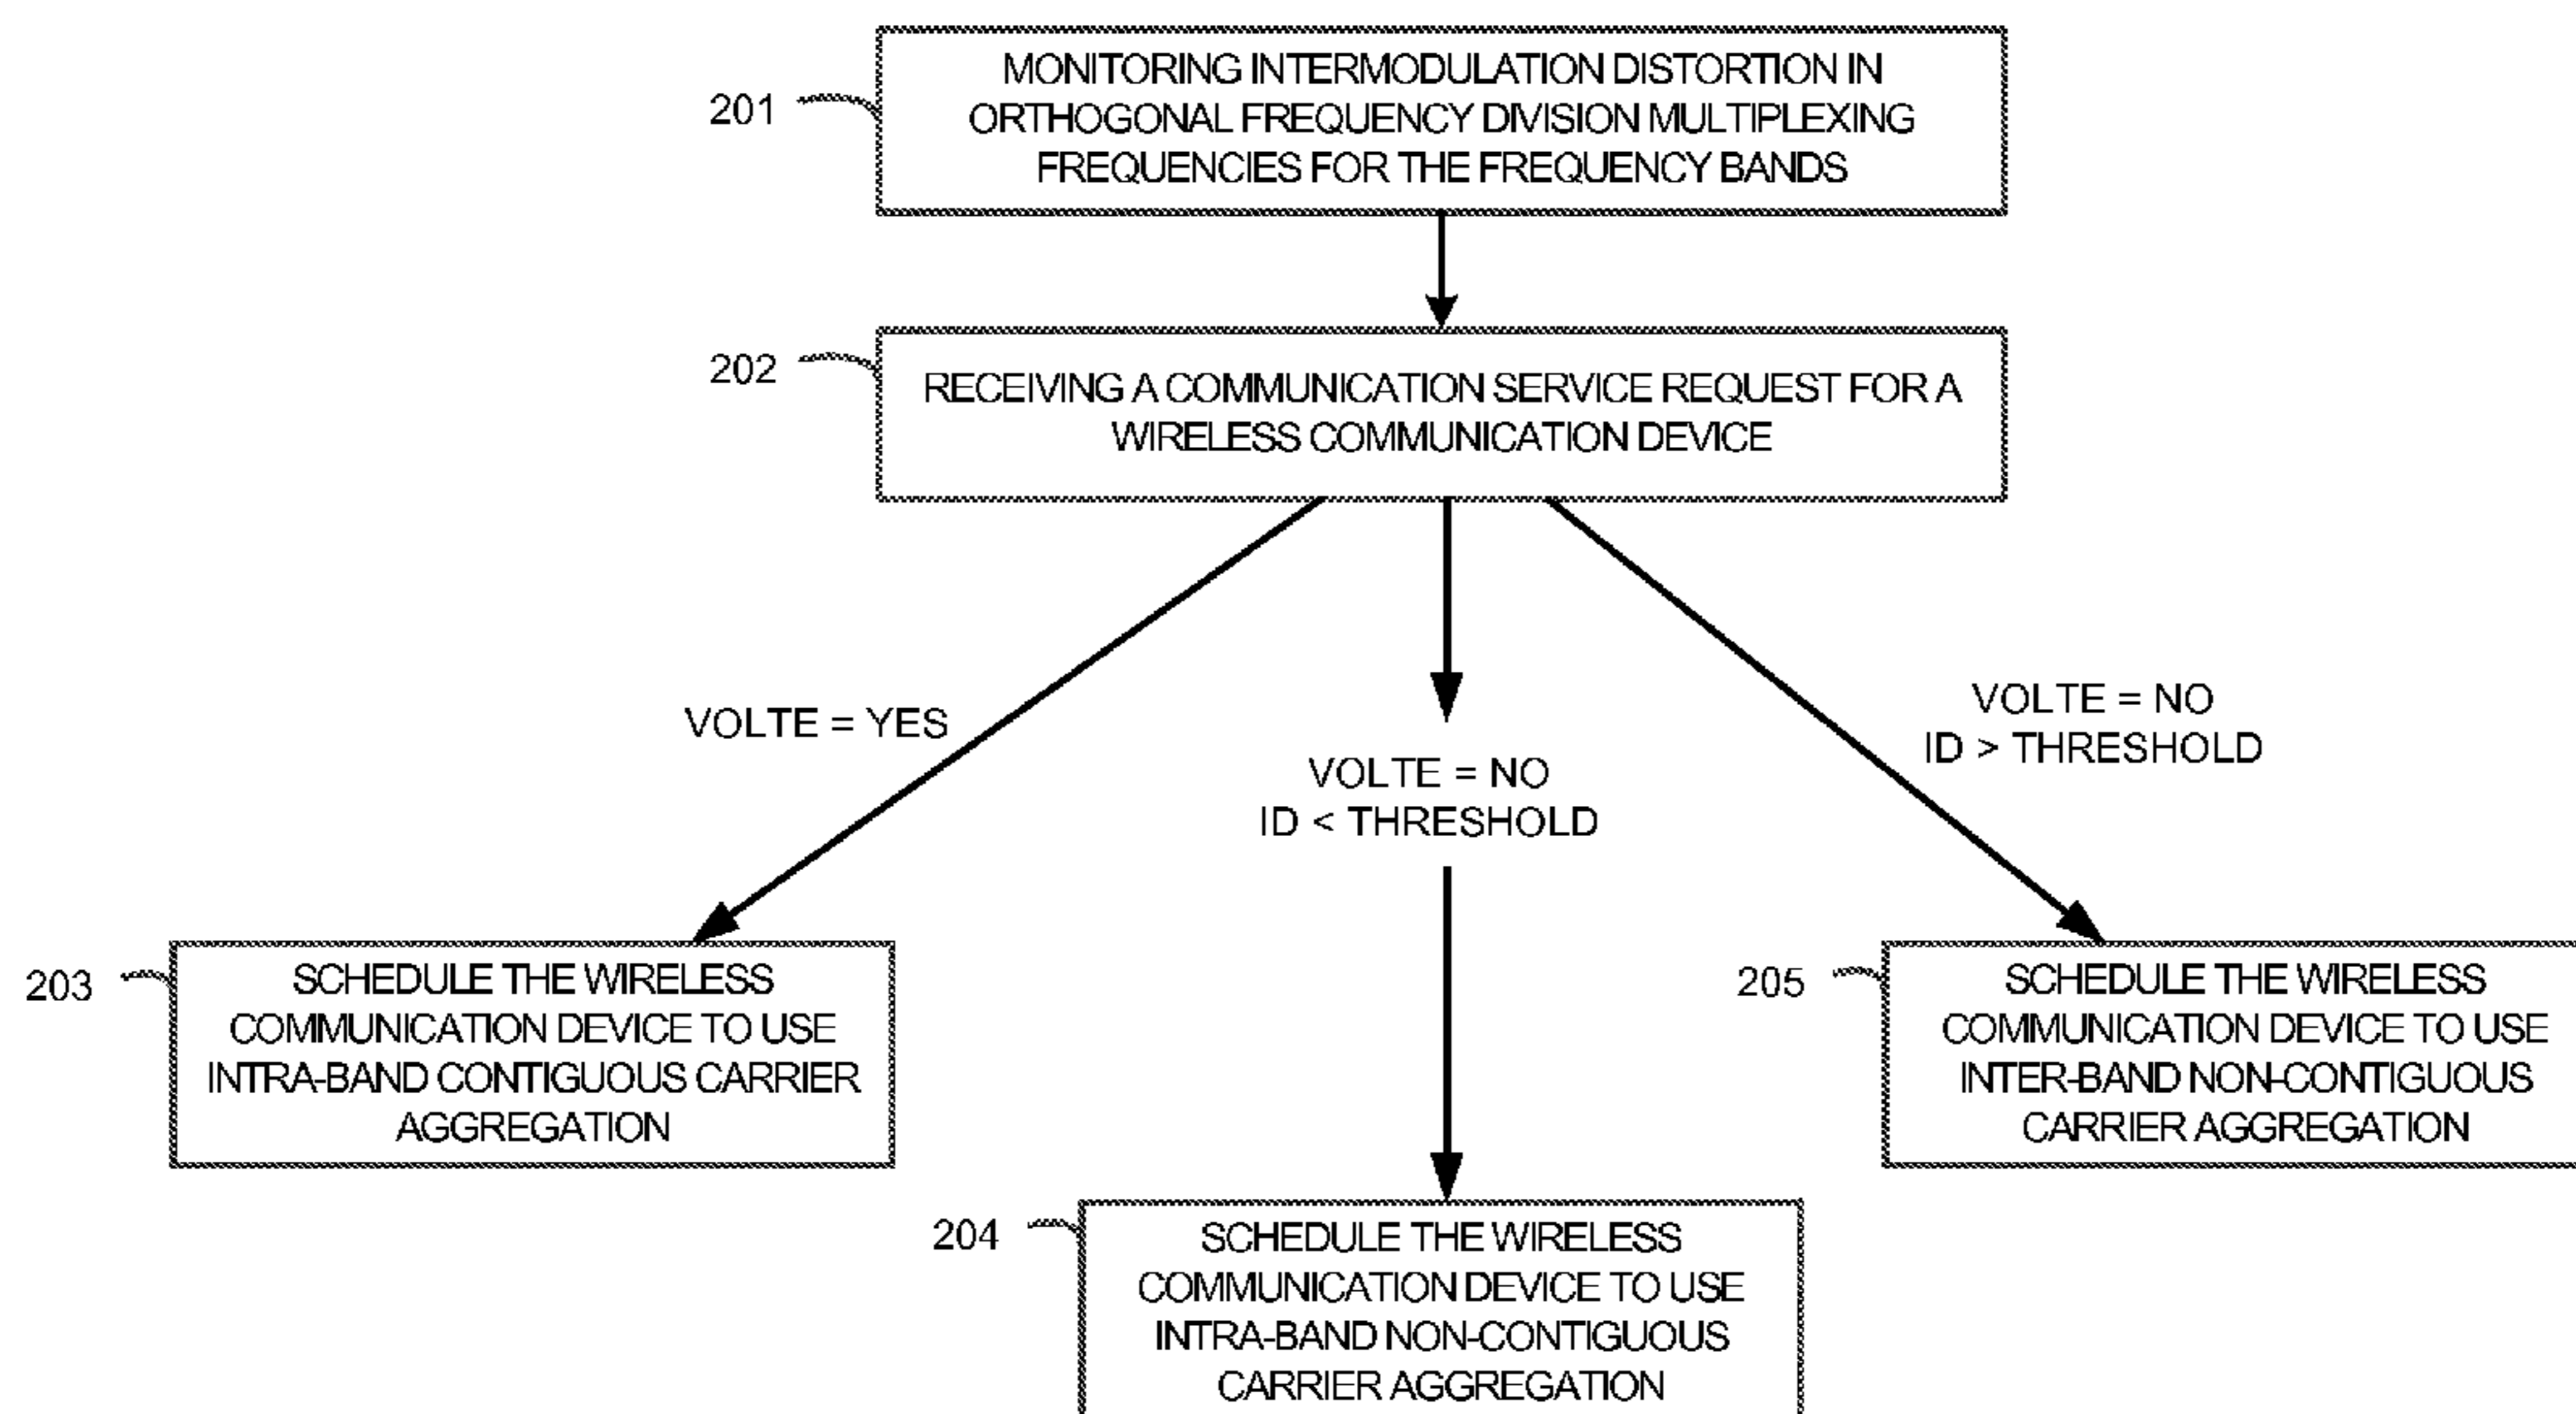 201
MONITORING INTERMODULATION DISTORTION IN
ORTHOGONAL FREQUENCY DIVISION MULTIPLEXING
FREQUENCIES FOR THE FREQUENCY BANDS
202
RECEIVING A COMMUNICATION SERVICE REQUEST FOR A
WIRELESS COMMUNICATION DEVICE
VOLTE = YES
VOLTE = NO
ID < THRESHOLD
VOLTE = NO
ID > THRESHOLD
203
SCHEDULE THE WIRELESS
COMMUNICATION DEVICE TO USE
INTRA-BAND CONTIGUOUS CARRIER
AGGREGATION
204
SCHEDULE THE WIRELESS
COMMUNICATION DEVICE TO USE
INTRA-BAND NON-CONTIGUOUS
CARRIER AGGREGATION
205
SCHEDULE THE WIRELESS
COMMUNICATION DEVICE TO USE
INTER-BAND NON-CONTIGUOUS
CARRIER AGGREGATION